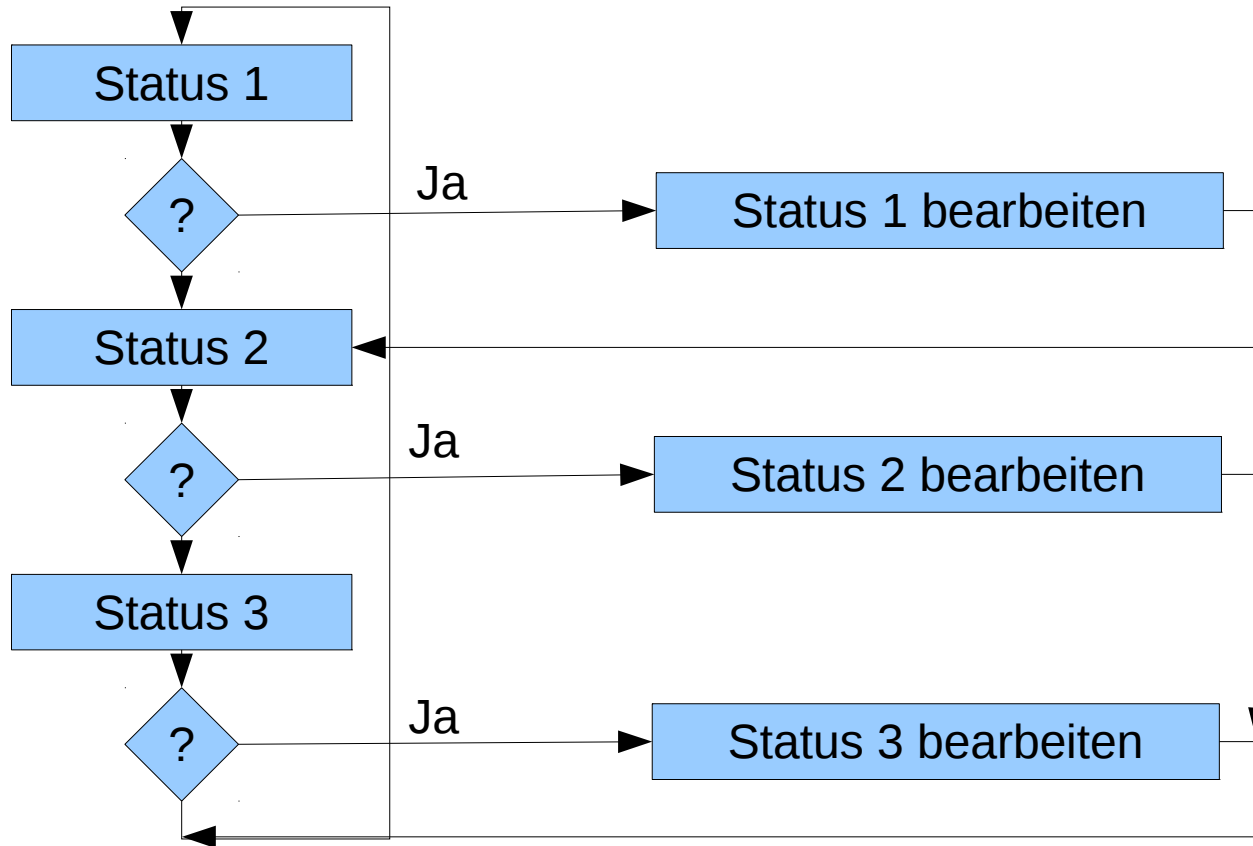 Status 1
?
Ja
Status 1 bearbeiten
Status 2
?
Ja
Status 2 bearbeiten
Status 3
?
Ja
Status 3 bearbeiten